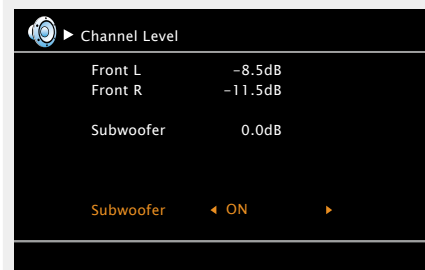 Channel Level
Front L -8.5dB
Front R -11.5dB
Subwoofer 0.0dB
Subwoofer ◀ ON ▶